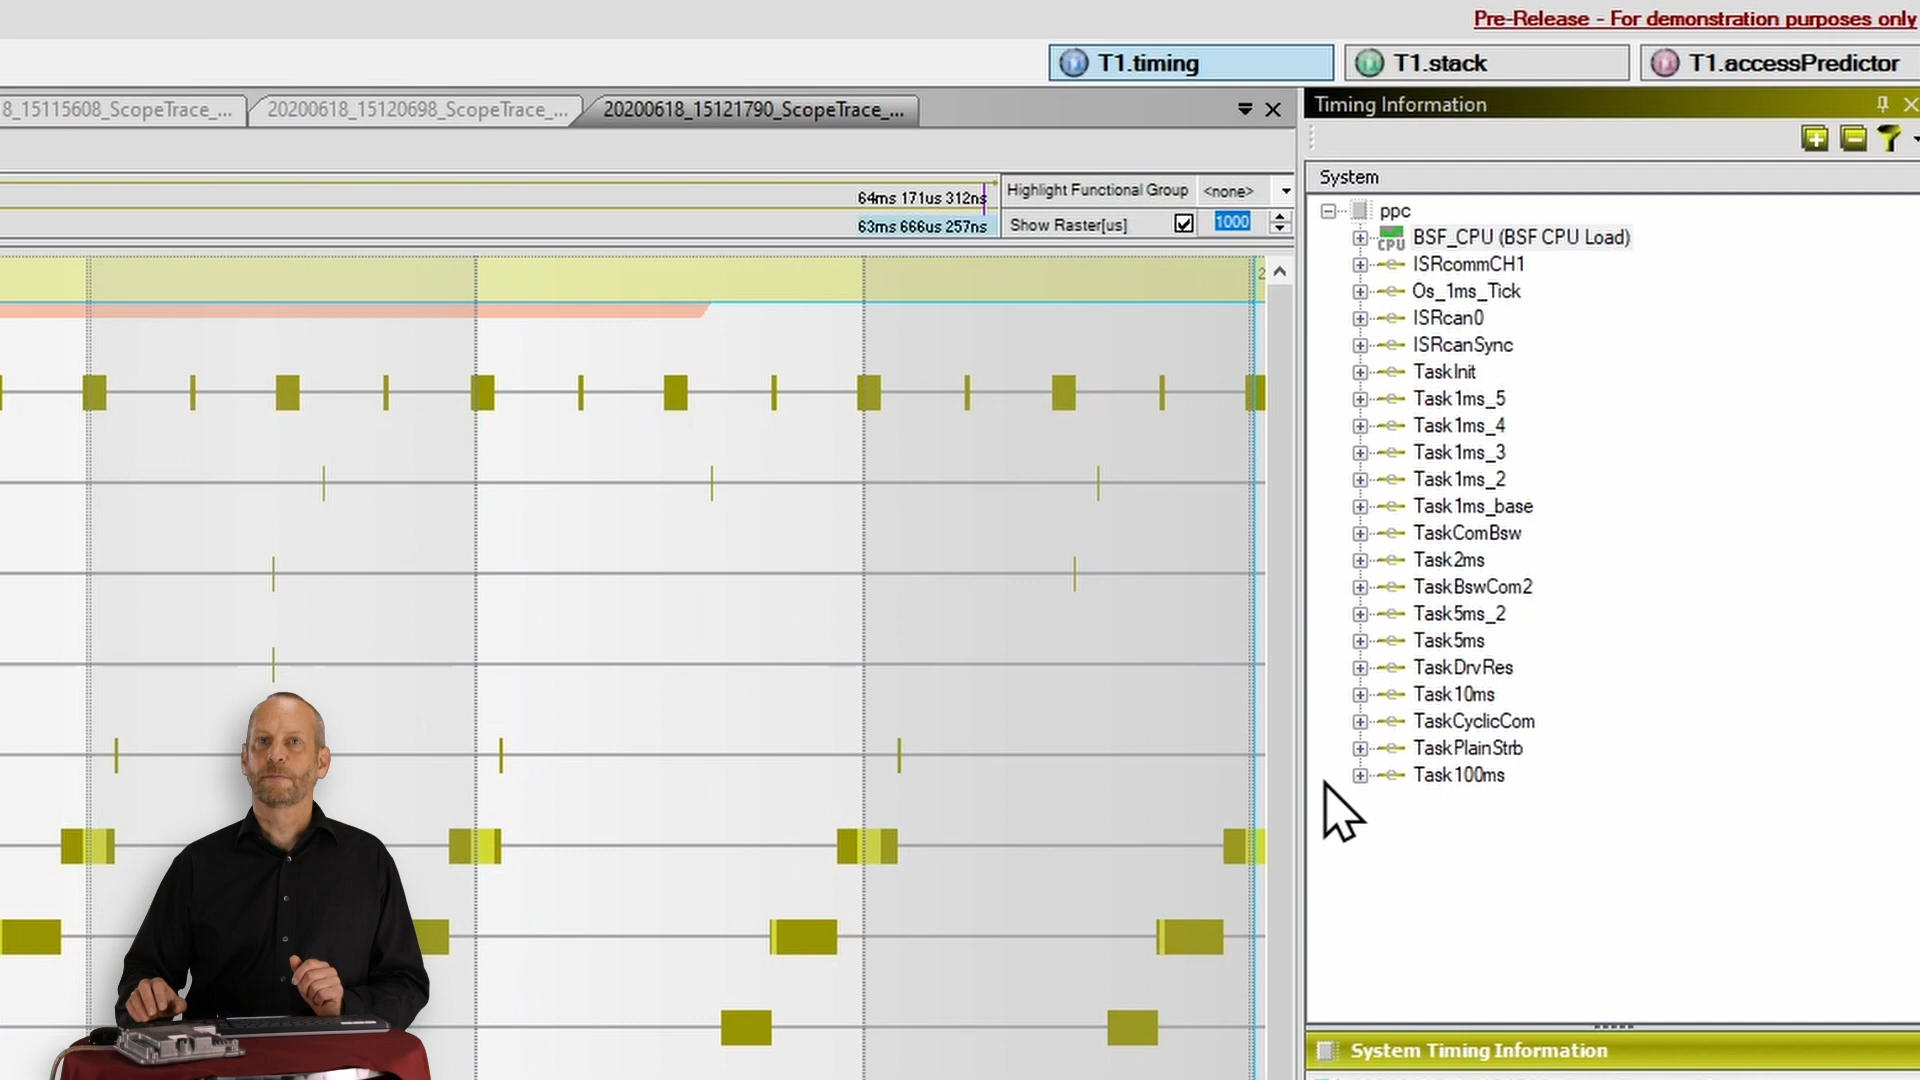 Pre-Release - For demonstration purposes only
T1.timing
T1.stack
T1.accessPredictor
8_15115608_ScopeTrace_...
20200618_15120698_ScopeTrace_...
20200618_15121790_ScopeTrace_...
Timing Information
System
64ms 171us 312ns
Highlight Functional Group
<none>
63ms 666us 257ns
Show Raster[us]
1000
2
ppc
CPU
BSF_CPU (BSF CPU Load)
ISRcommCH1
Os_1ms_Tick
ISRcan0
ISRcanSync
TaskInit
Task1ms_5
Task1ms_4
Task1ms_3
Task1ms_2
Task1ms_base
TaskComBsw
Task2ms
TaskBswCom2
Task5ms_2
Task5ms
TaskDrvRes
Task10ms
TaskCyclicCom
TaskPlainStrb
Task100ms
System Timing Information